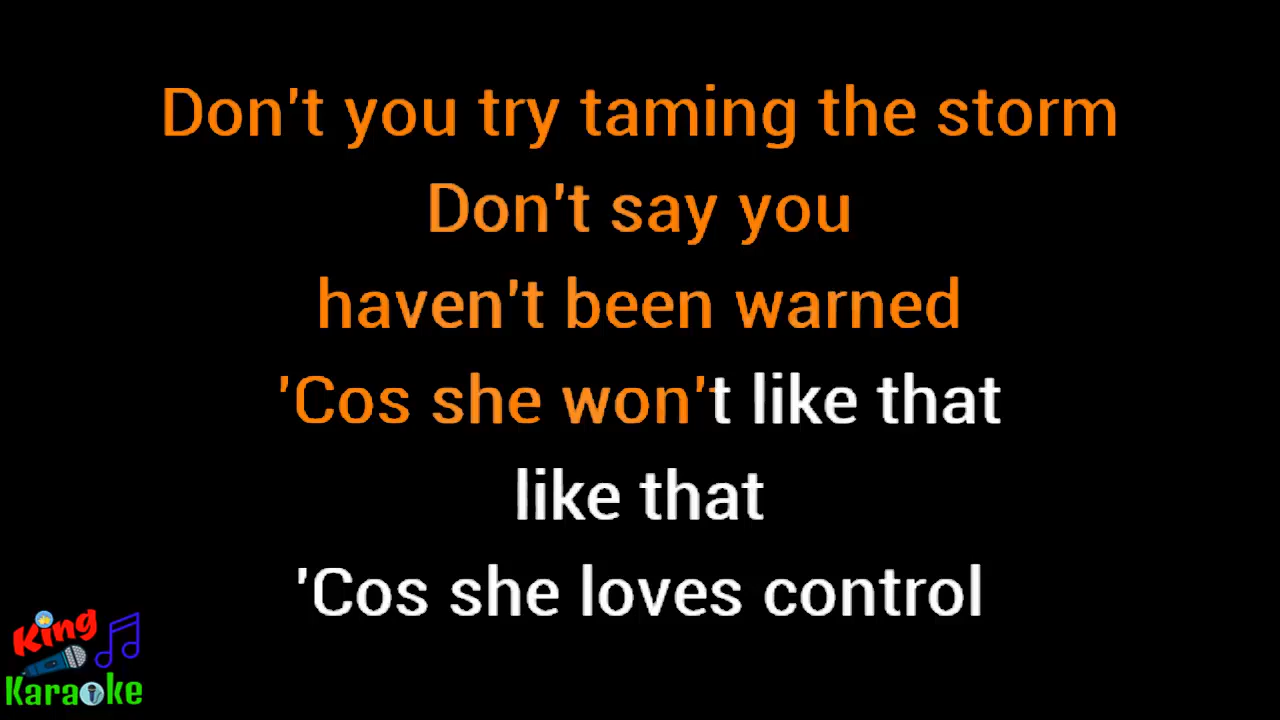 Don't you try taming the storm
Don't say you
haven't been warned
'Cos she won't like that
like that
'Cos she loves control
King
Karaoke